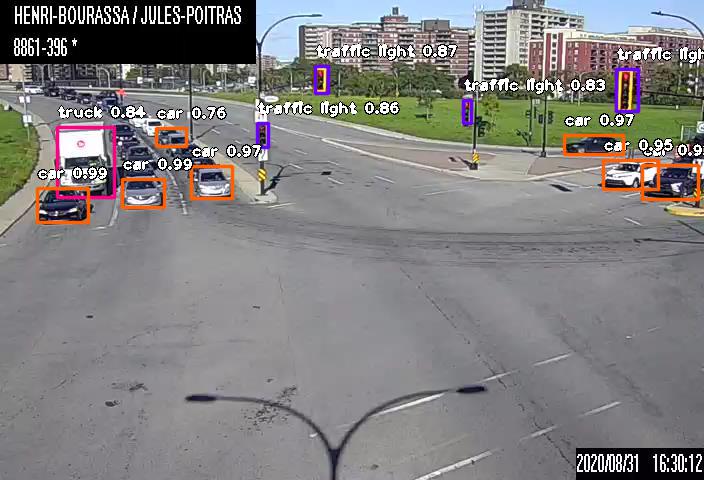 HENRI-BOURASSA / JULES-POITRAS
8861-396 *
traffic light 0.87
traffic ligh
traffic light 0.83
truck 0.84
car 0.76
traffic light 0.86
car 0.97
car 0.99
car 0.99
car 0.97
car 0.95
2020/08/31 16:30:12